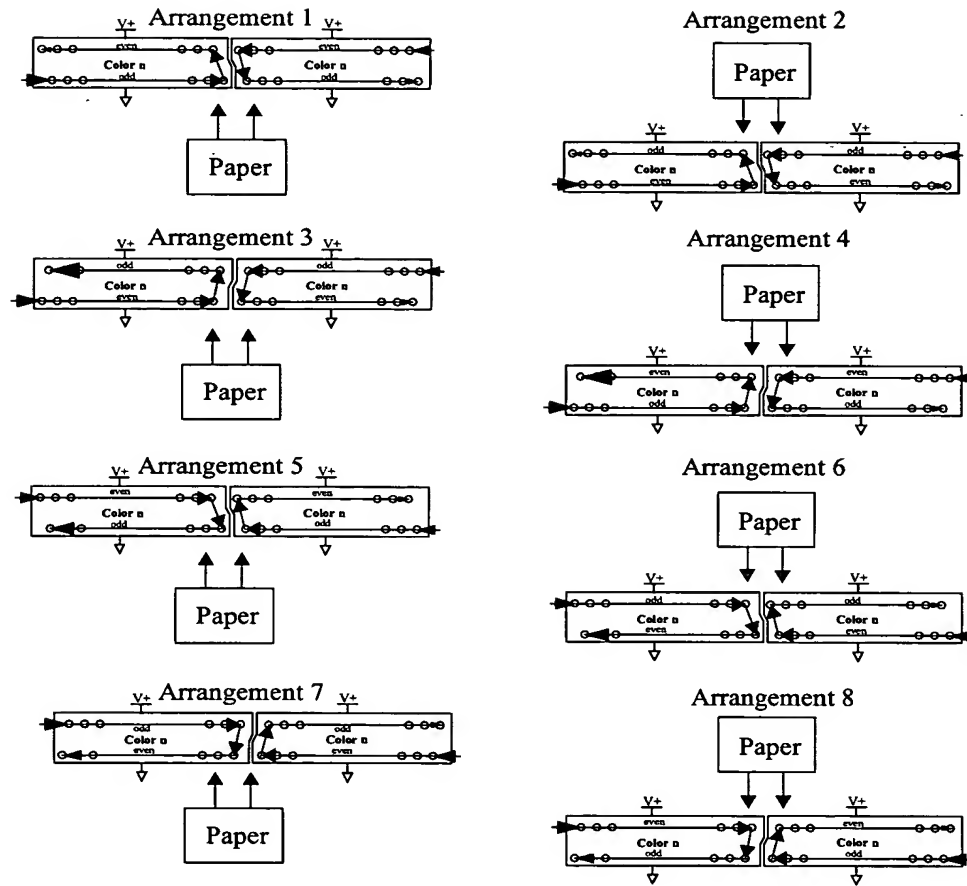 Arrangement 1
V+ V+
even even
Color n
odd odd
Paper
Arrangement 2
Paper
V+ V+
odd odd
Color n Color n
even even
Arrangement 3
V+ V+
odd odd
Color n Color n
even even
Paper
Arrangement 4
Paper
V+ V+
even even
Color n Color n
odd odd
Arrangement 5
V+ V+
even even
Color n Color n
odd odd
Paper
Arrangement 6
Paper
V+ V+
odd odd
Color n Color n
even even
Arrangement 7
V+ V+
odd odd
Color n Color n
even even
Paper
Arrangement 8
Paper
V+ V+
even even
Color n Color n
odd odd